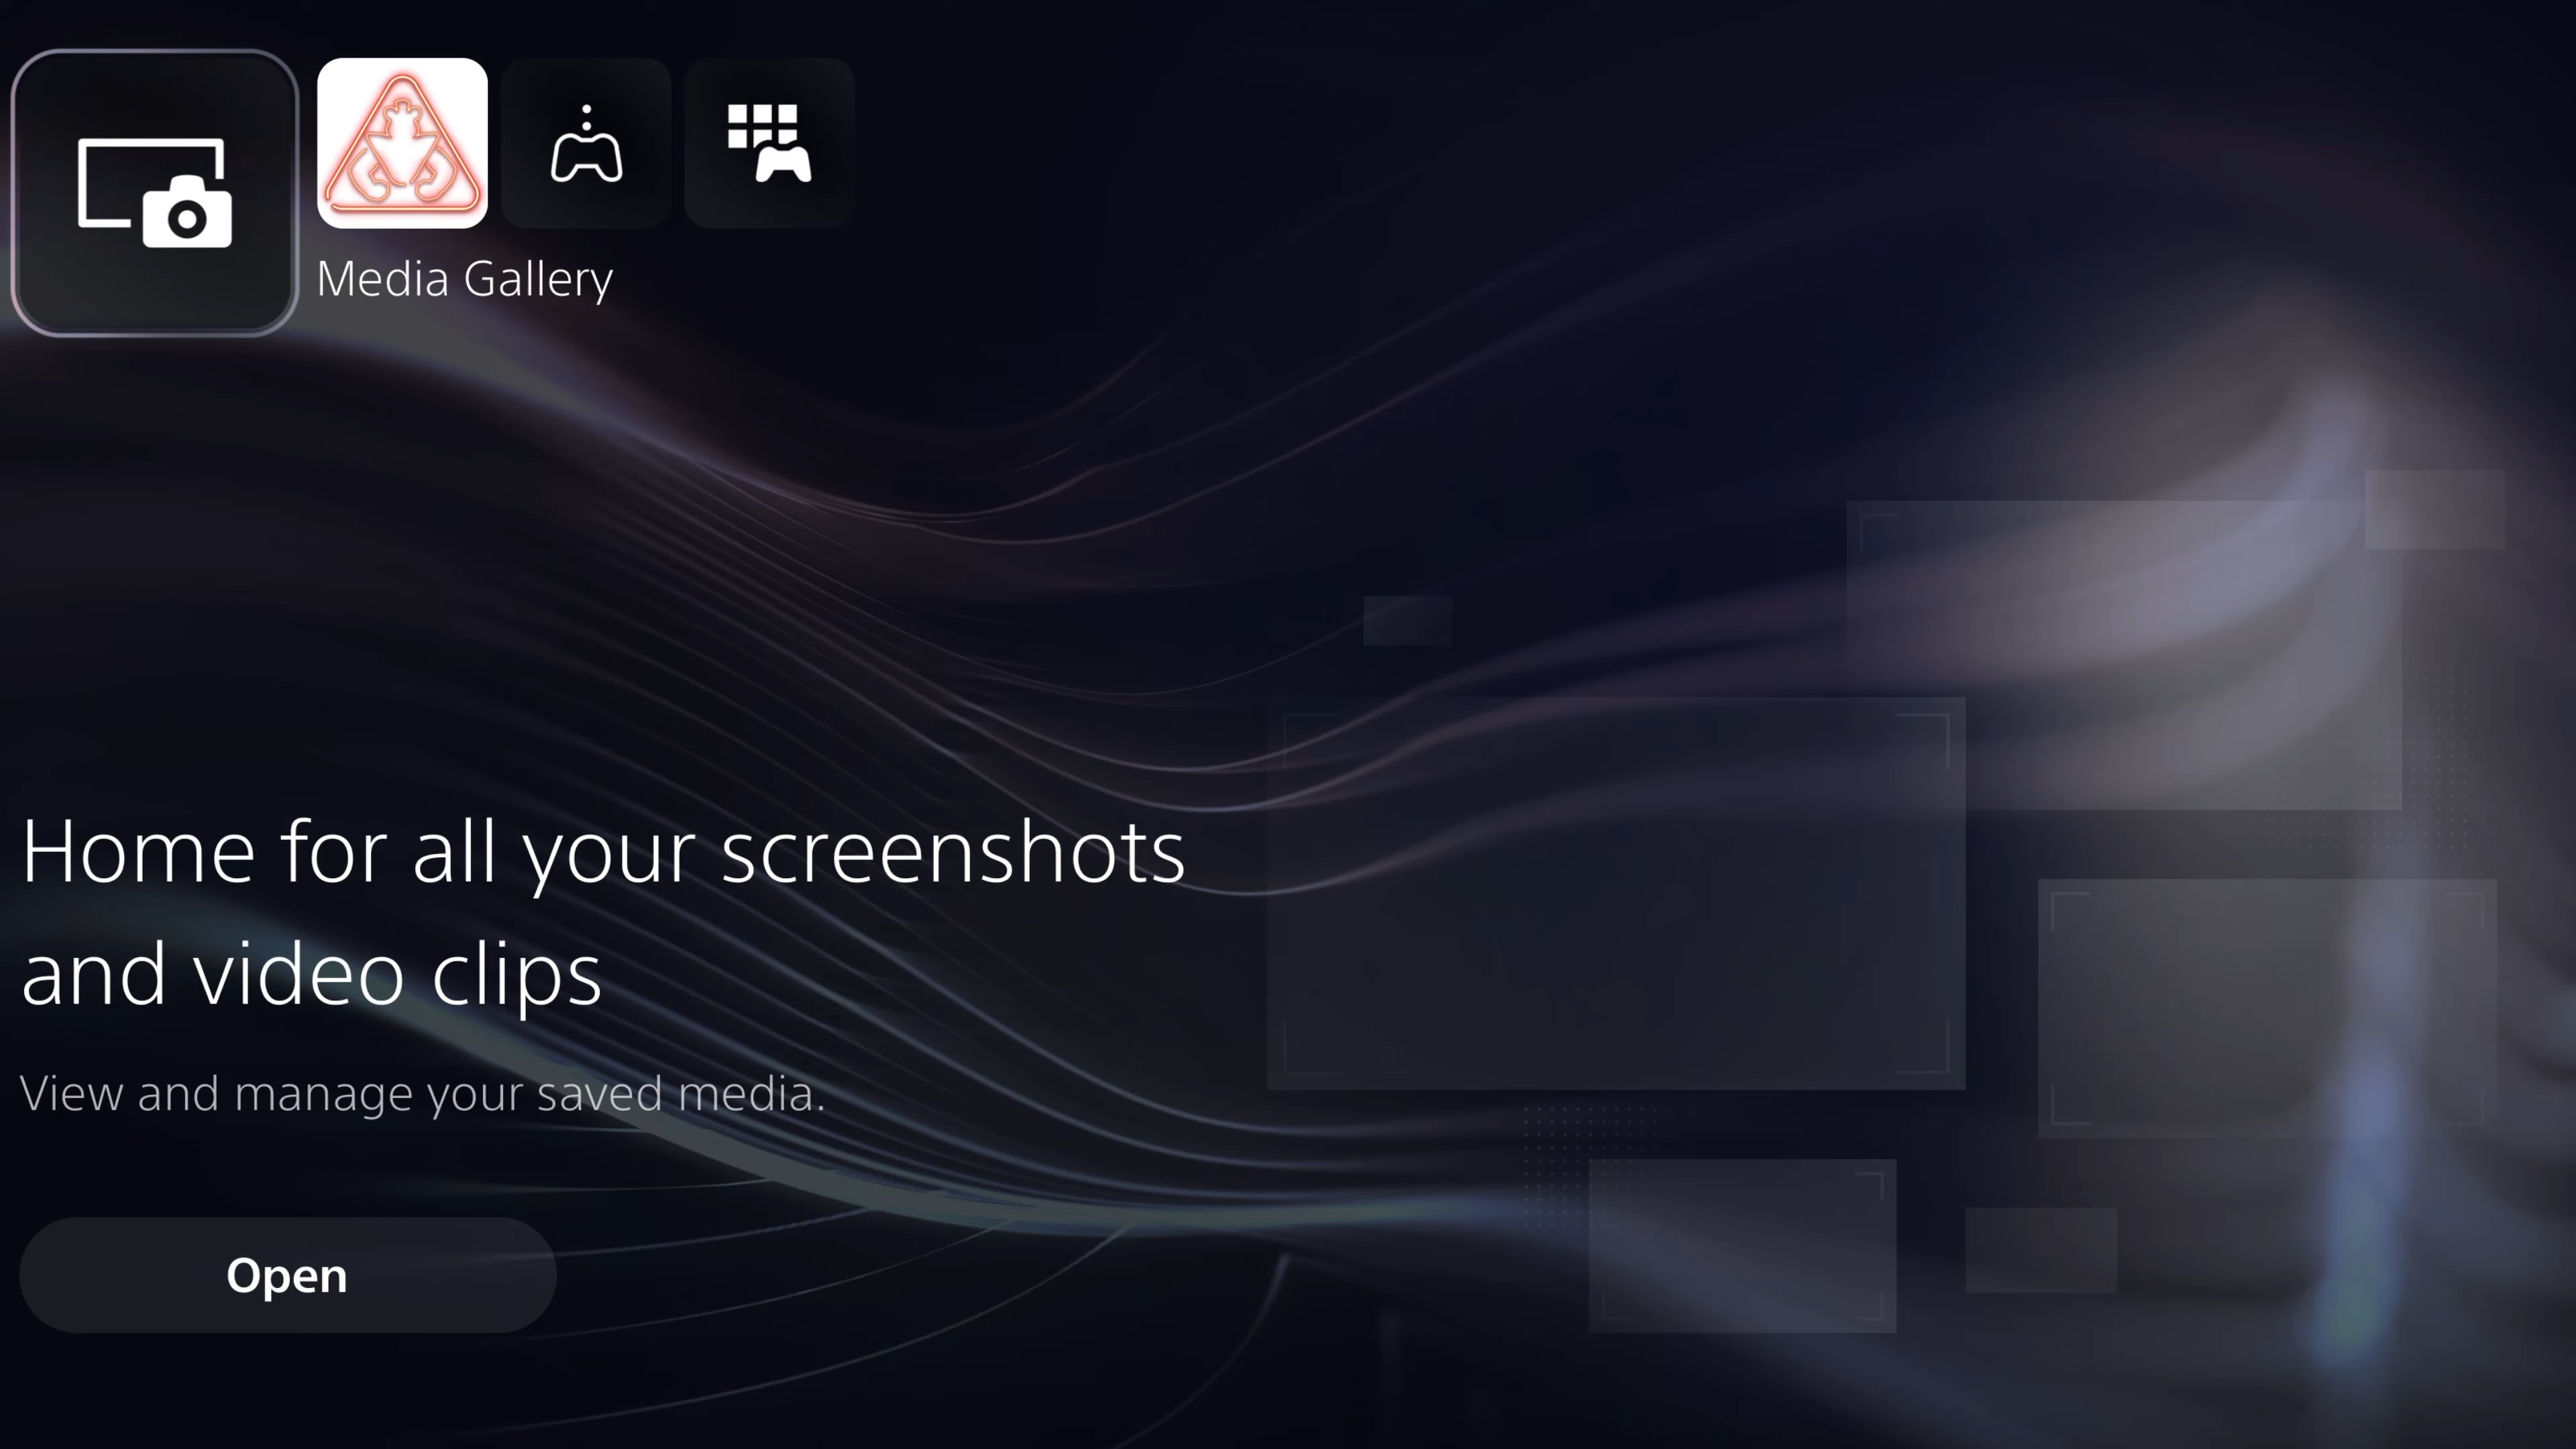 Media Gallery
Home for all your screenshots
and video clips
View and manage your saved media.
Open